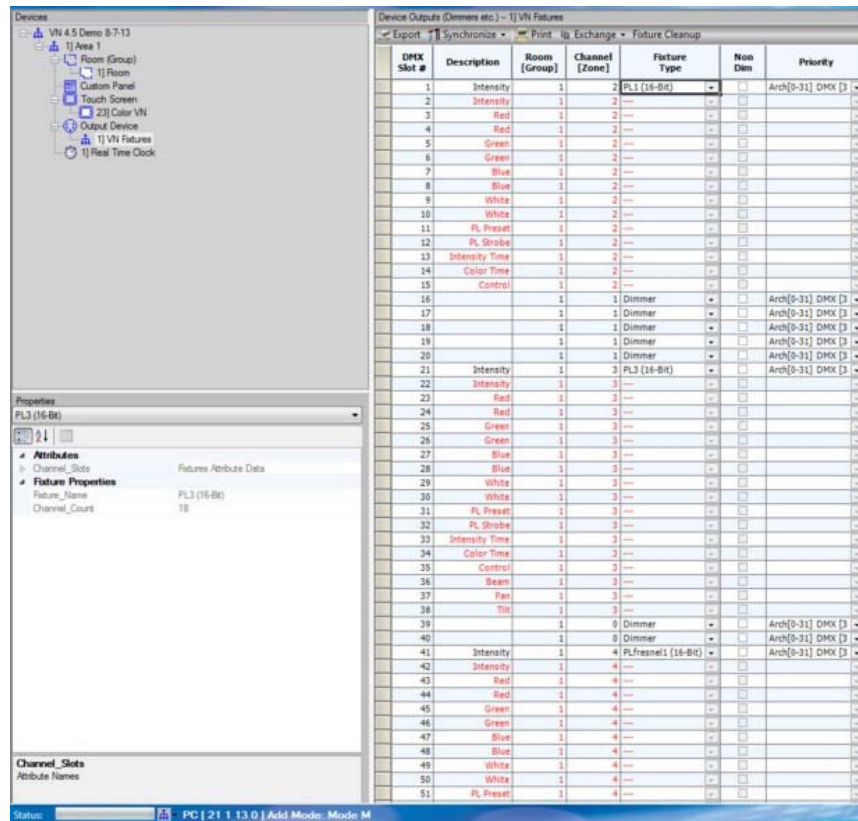 Devices
VN 4.5 Demo 8-7-13
1] Area 1
Room (Group)
1] Room
Custom Panel
Touch Screen
23] Color VN
Output Device
1] VN Fixtures
1] Real Time Clock
Properties
PL3 (16-Bit)
Attributes
Channel_Slots Fixtures Attribute Data
Fixture Properties
Fixture_Name PL3 (16-Bit)
Channel_Count 18
Channel_Slots
Attribute Names
Device Outputs (Dimmers etc.) -- 1] VN Fixtures
Export Synchronize Print Exchange Fixture Cleanup
DMX Slot # Description Room [Group] Channel [Zone] Fixture Type Non Dim Priority
1 Intensity 1 2 PL1 (16-Bit) Arch[0-31] DMX [3
2 Intensity 1 2 ---
3 Red 1 2 ---
4 Red 1 2 ---
5 Green 1 2 ---
6 Green 1 2 ---
7 Blue 1 2 ---
8 Blue 1 2 ---
9 White 1 2 ---
10 White 1 2 ---
11 PL Preset 1 2 ---
12 PL Strobe 1 2 ---
13 Intensity Time 1 2 ---
14 Color Time 1 2 ---
15 Control 1 2 ---
16 1 1 Dimmer Arch[0-31] DMX [3
17 1 1 Dimmer Arch[0-31] DMX [3
18 1 1 Dimmer Arch[0-31] DMX [3
19 1 1 Dimmer Arch[0-31] DMX [3
20 1 1 Dimmer Arch[0-31] DMX [3
21 Intensity 1 3 PL3 (16-Bit) Arch[0-31] DMX [3
22 Intensity 1 3 ---
23 Red 1 3 ---
24 Red 1 3 ---
25 Green 1 3 ---
26 Green 1 3 ---
27 Blue 1 3 ---
28 Blue 1 3 ---
29 White 1 3 ---
30 White 1 3 ---
31 PL Preset 1 3 ---
32 PL Strobe 1 3 ---
33 Intensity Time 1 3 ---
34 Color Time 1 3 ---
35 Control 1 3 ---
36 Beam 1 3 ---
37 Pan 1 3 ---
38 Tilt 1 3 ---
39 1 0 Dimmer Arch[0-31] DMX [3
40 1 0 Dimmer Arch[0-31] DMX [3
41 Intensity 1 4 PLfresnel1 (16-Bit) Arch[0-31] DMX [3
42 Intensity 1 4 ---
43 Red 1 4 ---
44 Red 1 4 ---
45 Green 1 4 ---
46 Green 1 4 ---
47 Blue 1 4 ---
48 Blue 1 4 ---
49 White 1 4 ---
50 White 1 4 ---
51 PL Preset 1 4 ---
Status: PC [ 21 1 13 0 ] Add Mode: Mode M